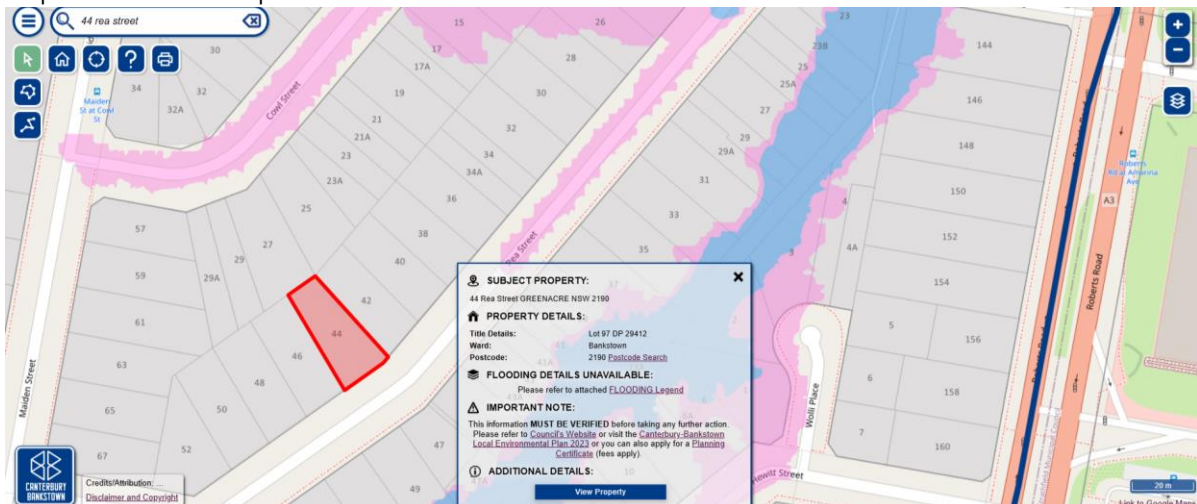 44 rea street
15
26
23
30
17
28
23B
144
17A
25
34
32
19
30
25A
146
Maiden
St at Cowl
St
32A
Cowl Street
27
21
32
29
148
21A
29A
Roberts
Rd at Amarina
Ave
23
34
31
23A
34A
150
4
A3
36
33
25
57
38
35
3
4A
152
27
Rea Street
29
40
SUBJECT PROPERTY:
59
29A
44 Rea Street GREENACRE NSW 2190
154
42
PROPERTY DETAILS:
Roberts Road
61
44
Title Details: Lot 97 DP 29412
5
Ward: Bankstown
156
46
Postcode: 2190 Postcode Search
63
FLOODING DETAILS UNAVAILABLE:
Maiden Street
48
Please refer to attached FLOODING Legend
6
158
65
50
IMPORTANT NOTE:
Wolli Place
This information MUST BE VERIFIED before taking any further action.
Please refer to Council's Website or visit the Canterbury-Bankstown
Local Environmental Plan 2023 or you can also apply for a Planning
Certificate (fees apply).
7
47
160
67
52
ADDITIONAL DETAILS:
Hewitt Street
49
View Property
CANTERBURY
BANKSTOWN
Credits/Attribution: ...
Disclaimer and Copyright
20 m
Link to Google Maps